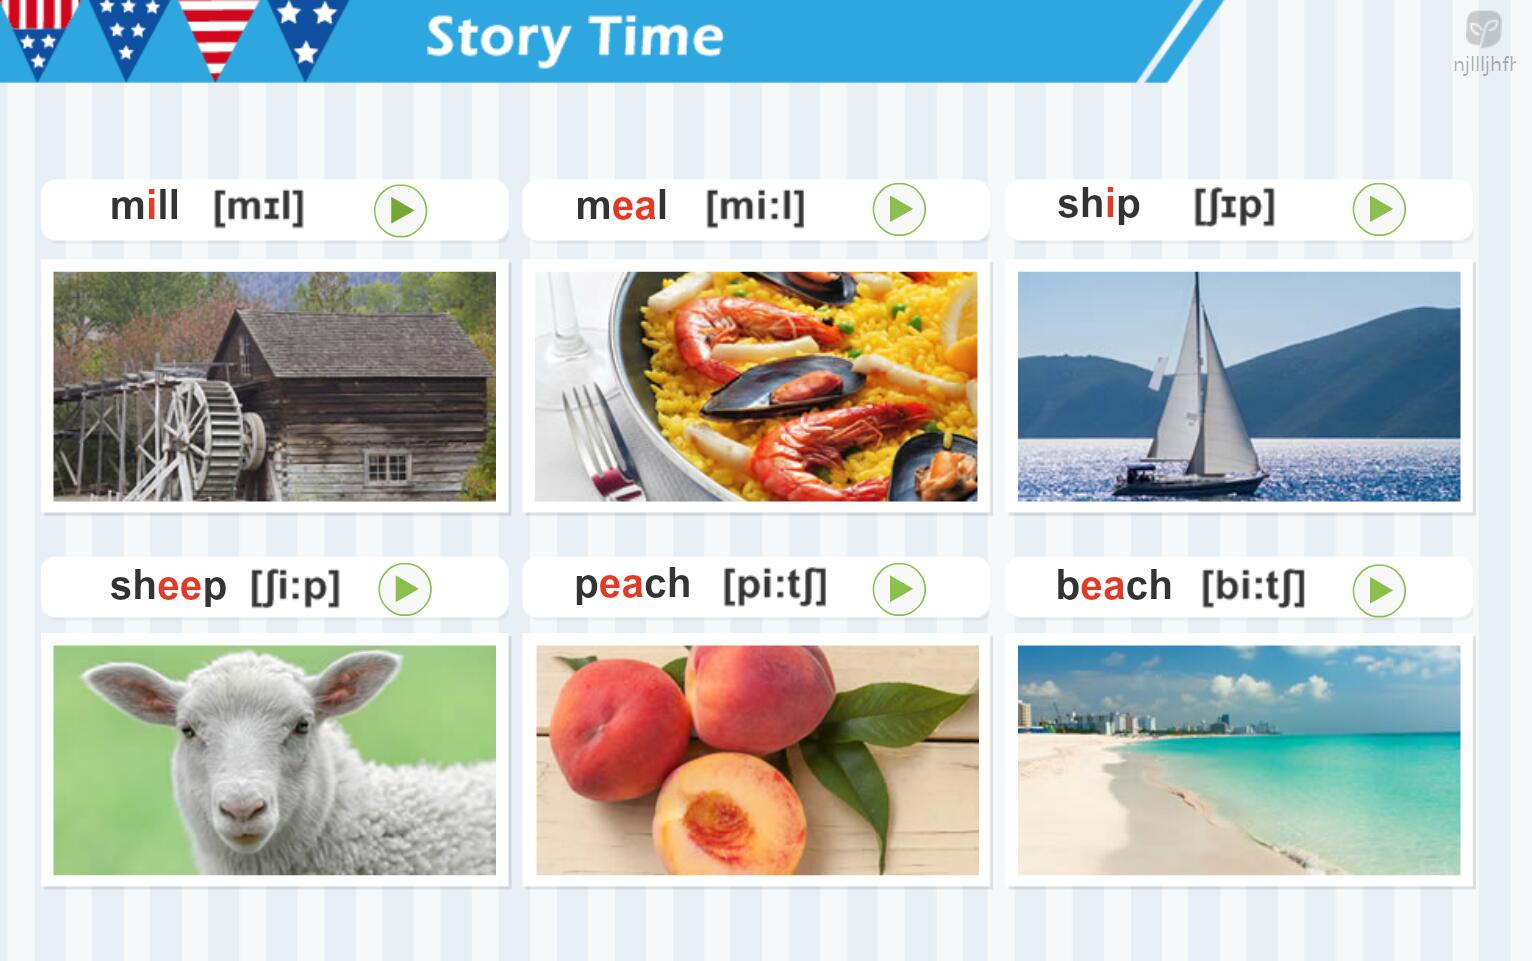 Story Time
njllljhfh
mill [mɪl]
meal [mi:l]
ship [ʃɪp]
sheep [ʃi:p]
peach [pi:tʃ]
beach [bi:tʃ]